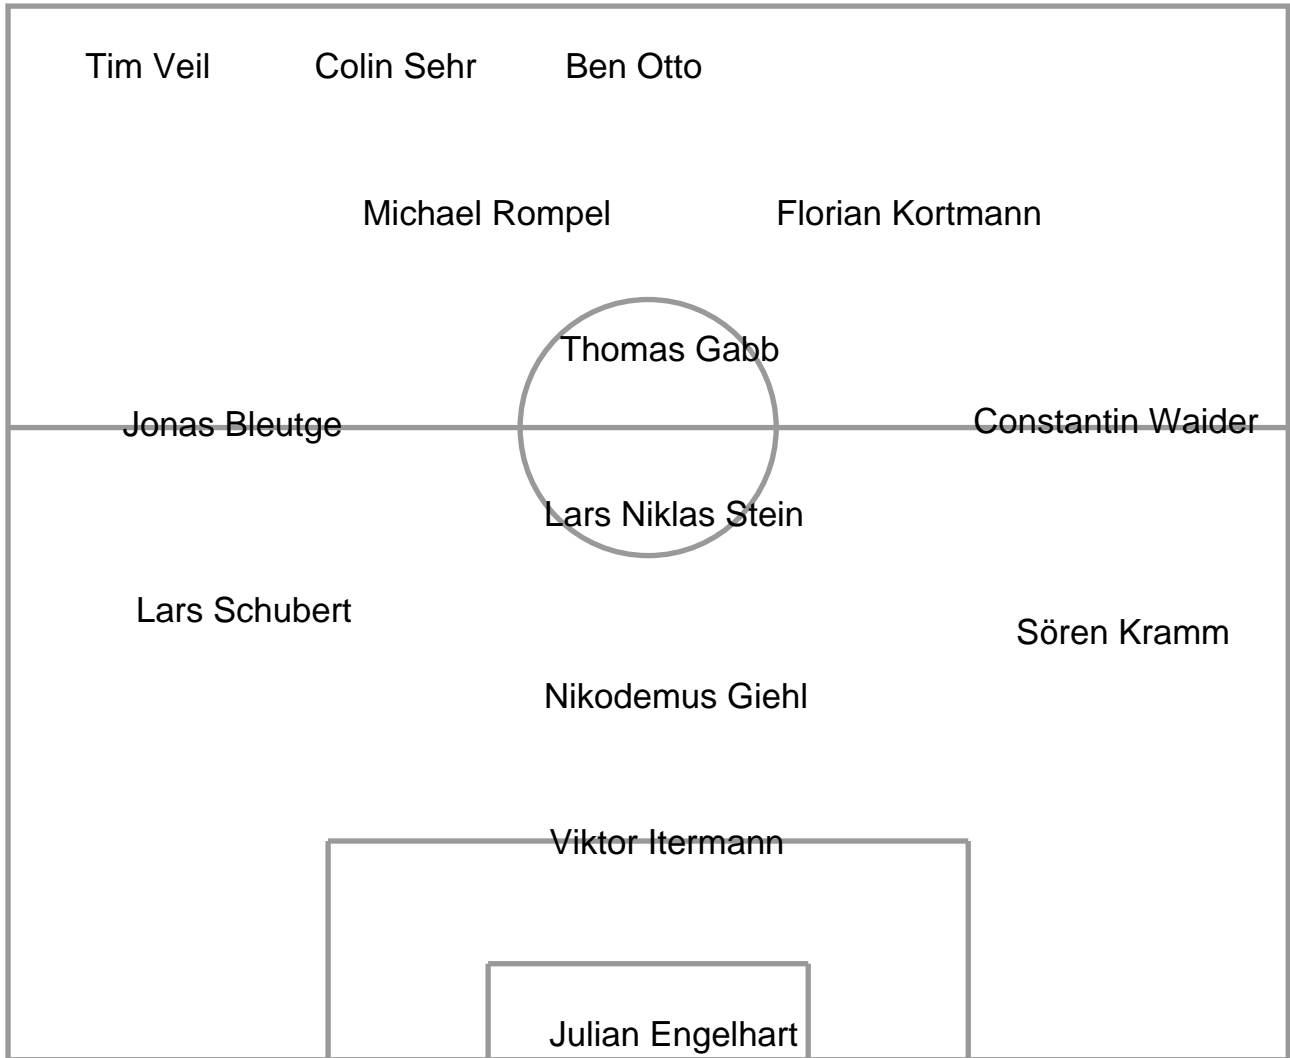 Tim Veil Colin Sehr Ben Otto
Michael Rompel Florian Kortmann
Thomas Gabb
Jonas Bleutge Constantin Waider
Lars Niklas Stein
Lars Schubert
Sören Kramm
Nikodemus Giehl
Viktor Itermann
Julian Engelhart